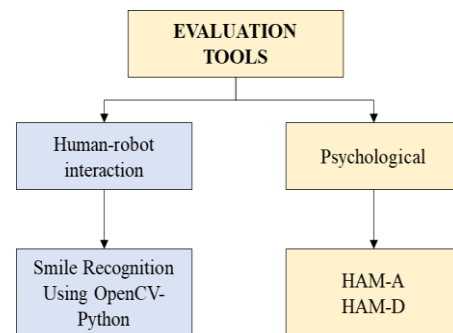 EVALUATION
TOOLS
Human-robot
interaction
Psychological
Smile Recognition
Using OpenCV-
Python
HAM-A
HAM-D